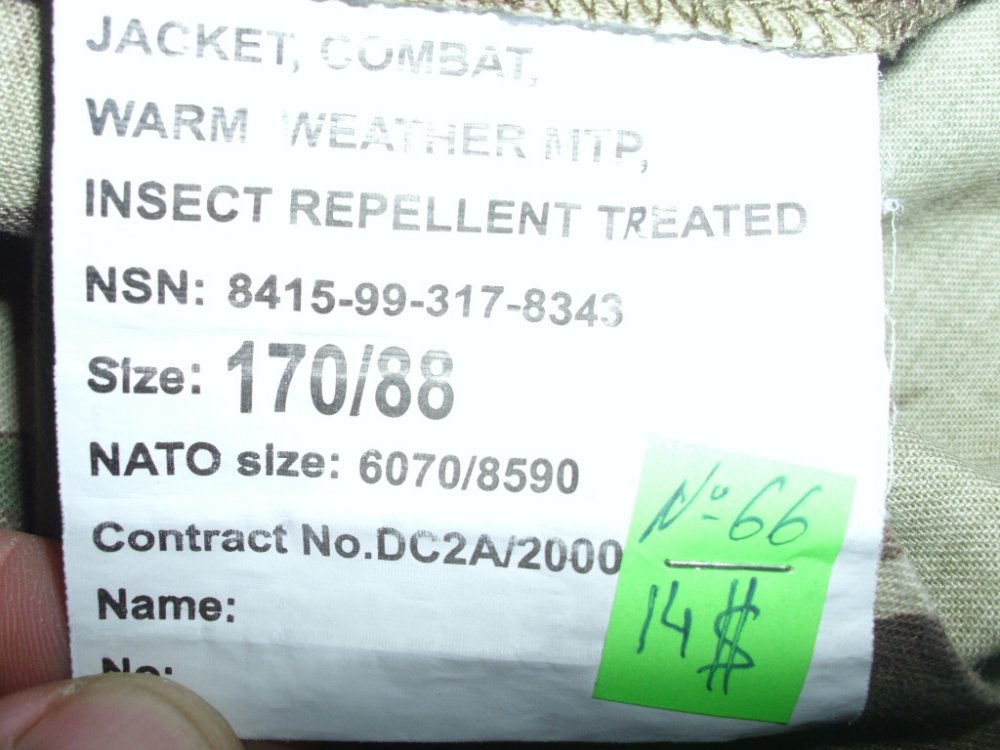 JACKET, COMBAT,
WARM WEATHER MTP,
INSECT REPELLENT TREATED
NSN: 8415-99-317-8343
Size: 170/88
NATO size: 6070/8590
Contract No.DC2A/2000
Name:
No:
№ 66
14 $